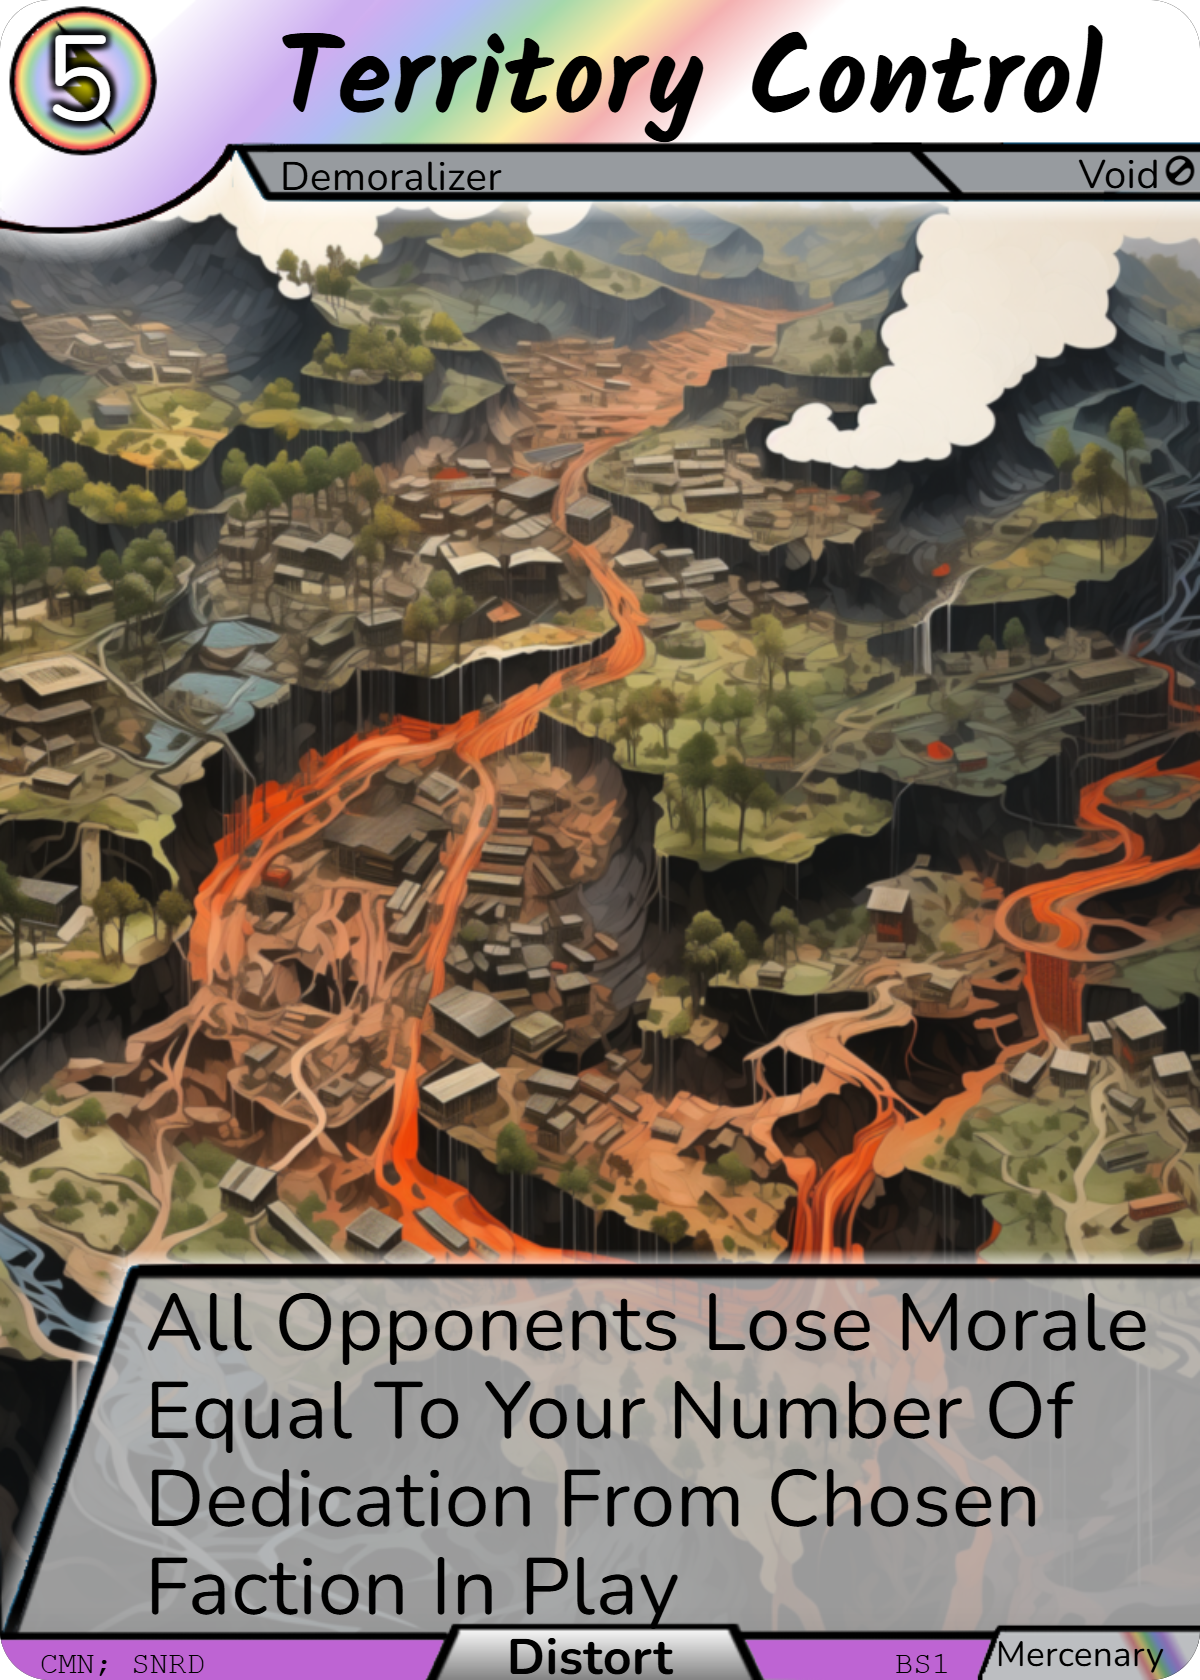 5
Territory Control
Demoralizer
Void
All Opponents Lose Morale
Equal To Your Number Of
Dedication From Chosen
Faction In Play
CMN; SNRD
Distort
BS1
Mercenary